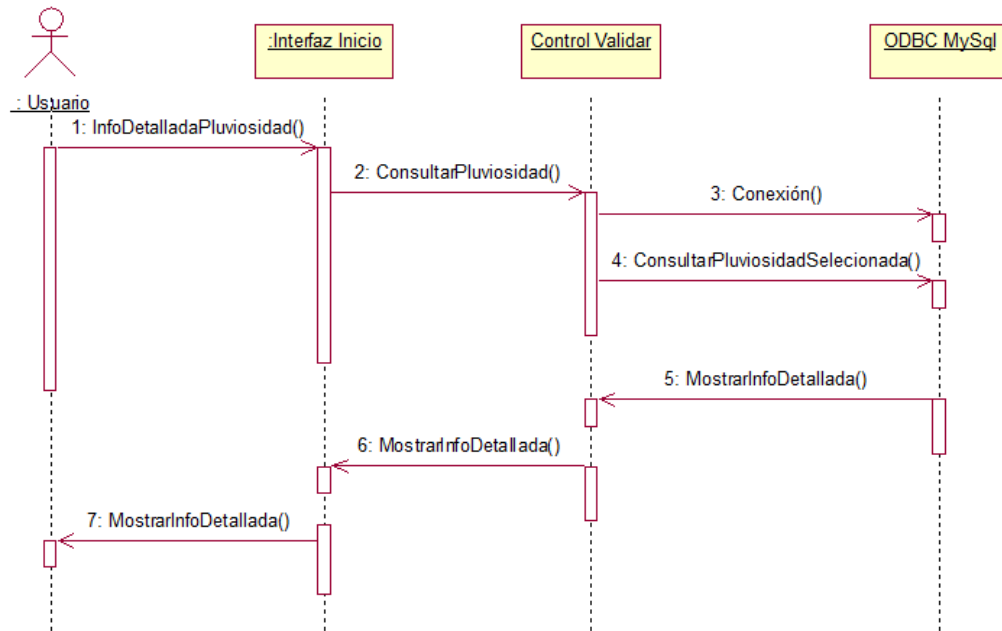 :Interfaz Inicio
Control Validar
ODBC MySql
: Usuario
1: InfoDetalladaPluviosidad()
2: ConsultarPluviosidad()
3: Conexión()
4: ConsultarPluviosidadSelecionada()
5: MostrarInfoDetallada()
6: MostrarInfoDetallada()
7: MostrarInfoDetallada()